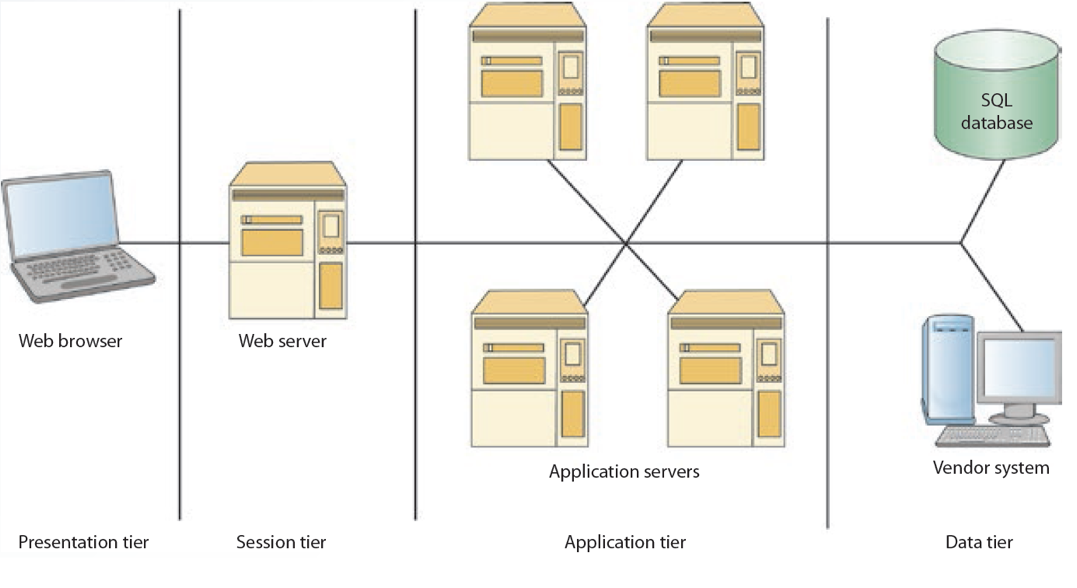 SQL
database
Web browser
Web server
Application servers
Vendor system
Presentation tier
Session tier
Application tier
Data tier